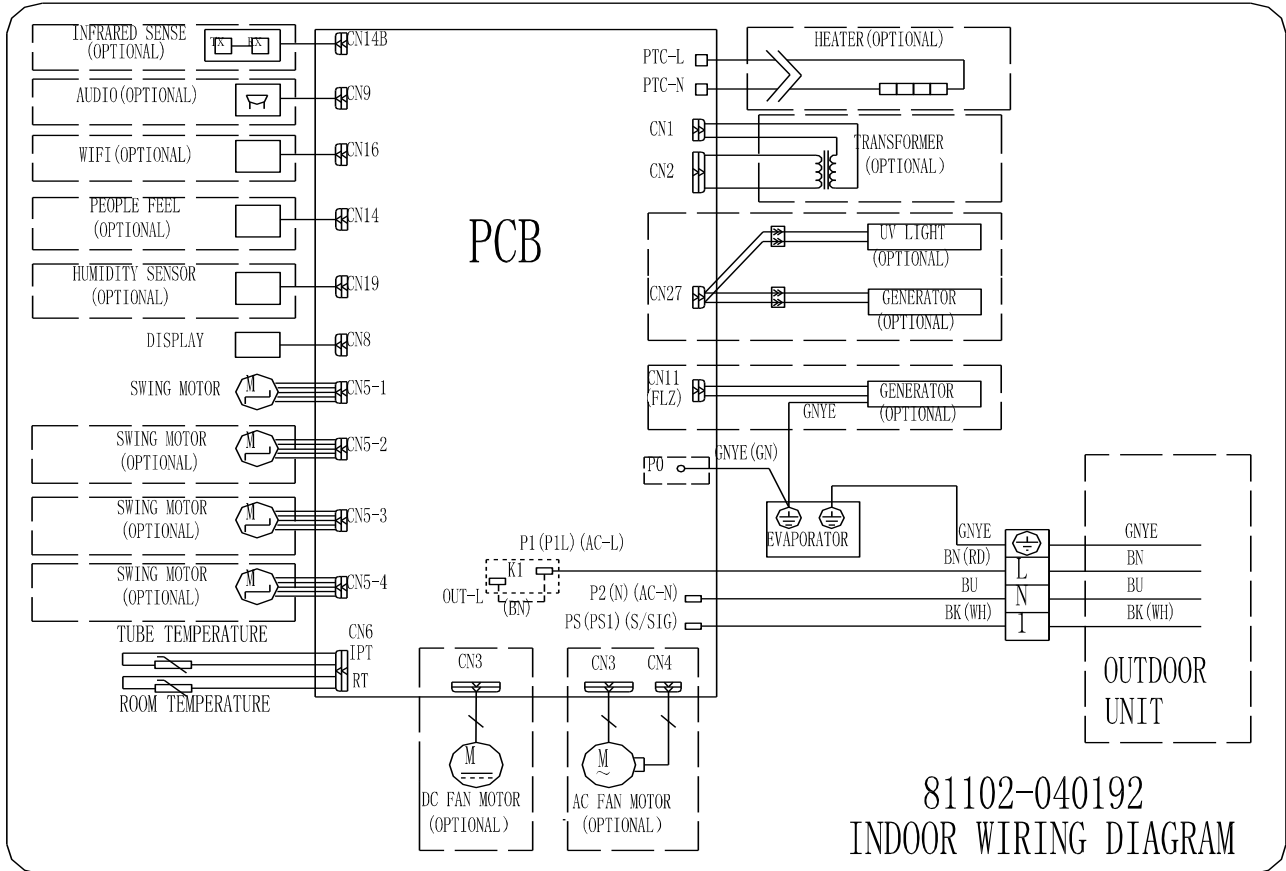 INFRARED SENSE
(OPTIONAL)
TX
RX
CN14B
AUDIO(OPTIONAL)
CN9
WIFI(OPTIONAL)
CN16
PEOPLE FEEL
(OPTIONAL)
CN14
HUMIDITY SENSOR
(OPTIONAL)
CN19
DISPLAY
CN8
SWING MOTOR
M
CN5-1
SWING MOTOR
(OPTIONAL)
M
CN5-2
SWING MOTOR
(OPTIONAL)
M
CN5-3
SWING MOTOR
(OPTIONAL)
M
CN5-4
TUBE TEMPERATURE
CN6
IPT
RT
ROOM TEMPERATURE
PCB
PTC-L
PTC-N
HEATER(OPTIONAL)
CN1
CN2
TRANSFORMER
(OPTIONAL)
CN27
UV LIGHT
(OPTIONAL)
GENERATOR
(OPTIONAL)
CN11
(FLZ)
GENERATOR
(OPTIONAL)
GNYE
P0
GNYE(GN)
EVAPORATOR
P1(P1L)(AC-L)
K1
OUT-L
(BN)
P2(N)(AC-N)
PS(PS1)(S/SIG)
GNYE
BN(RD)
BU
BK(WH)
L
N
1
GNYE
BN
BU
BK(WH)
OUTDOOR
UNIT
CN3
M
DC FAN MOTOR
(OPTIONAL)
CN3
CN4
M
~
AC FAN MOTOR
(OPTIONAL)
81102-040192
INDOOR WIRING DIAGRAM